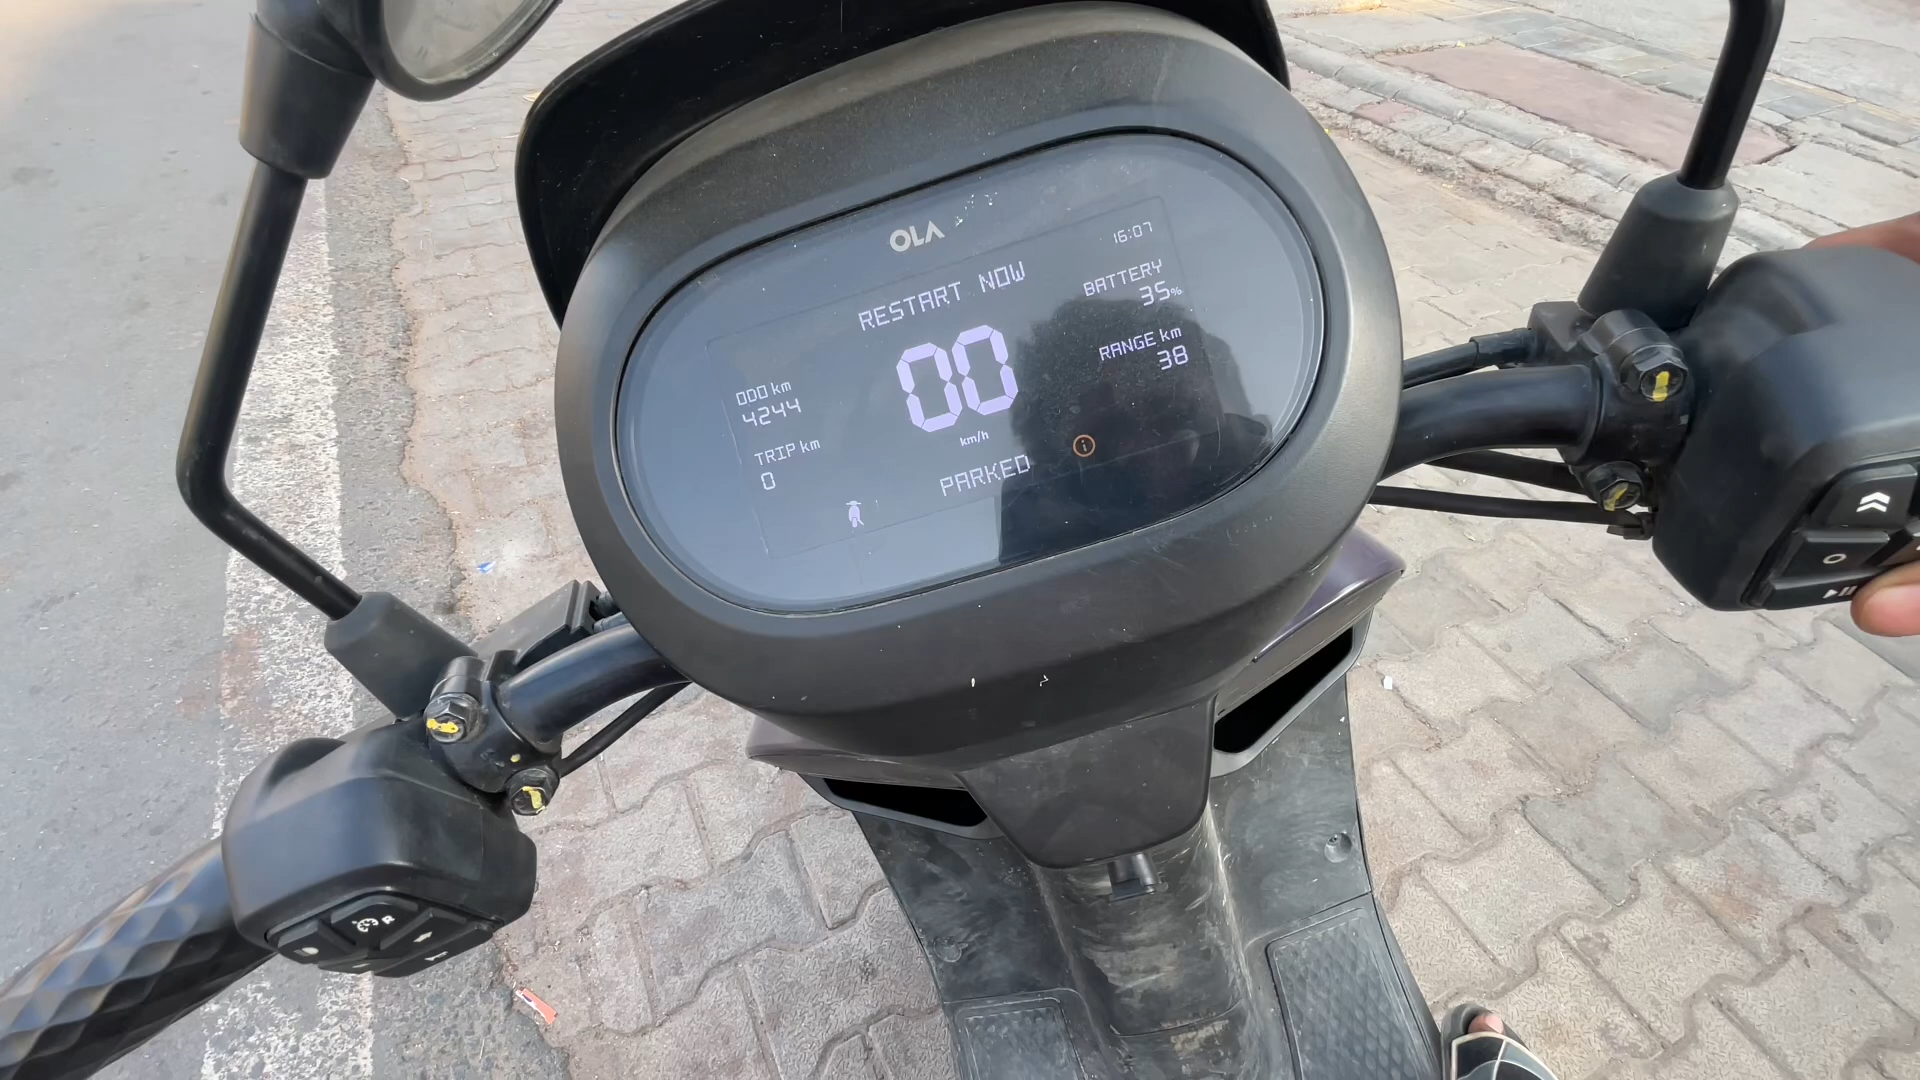 OLA
16:07
RESTART NOW
BATTERY
35%
00
RANGE km
38
ODO km
4244
km/h
TRIP km
0
PARKED
R